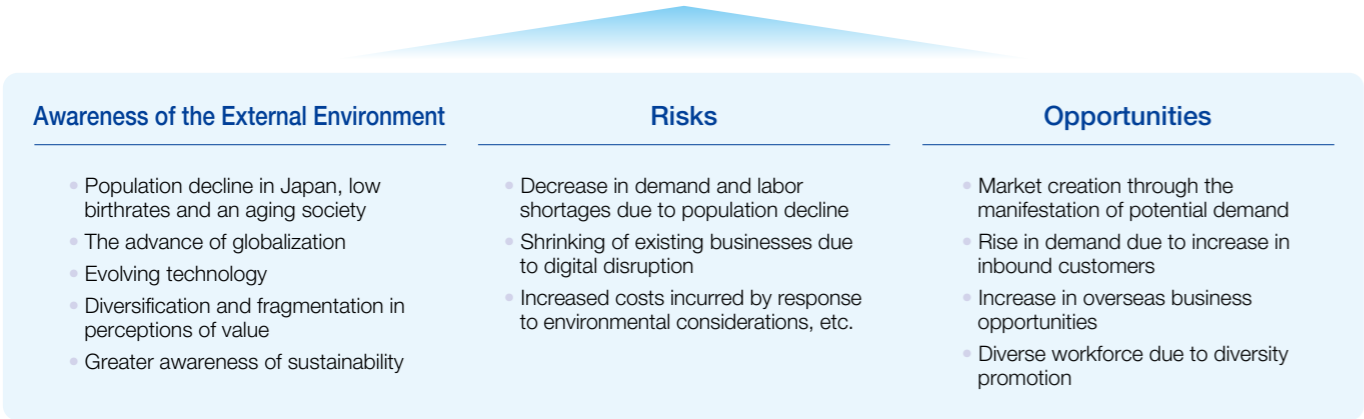 Awareness of the External Environment
• Population decline in Japan, low
birthrates and an aging society
• The advance of globalization
• Evolving technology
• Diversification and fragmentation in
perceptions of value
• Greater awareness of sustainability
Risks
• Decrease in demand and labor
shortages due to population decline
• Shrinking of existing businesses due
to digital disruption
• Increased costs incurred by response
to environmental considerations, etc.
Opportunities
• Market creation through the
manifestation of potential demand
• Rise in demand due to increase in
inbound customers
• Increase in overseas business
opportunities
• Diverse workforce due to diversity
promotion